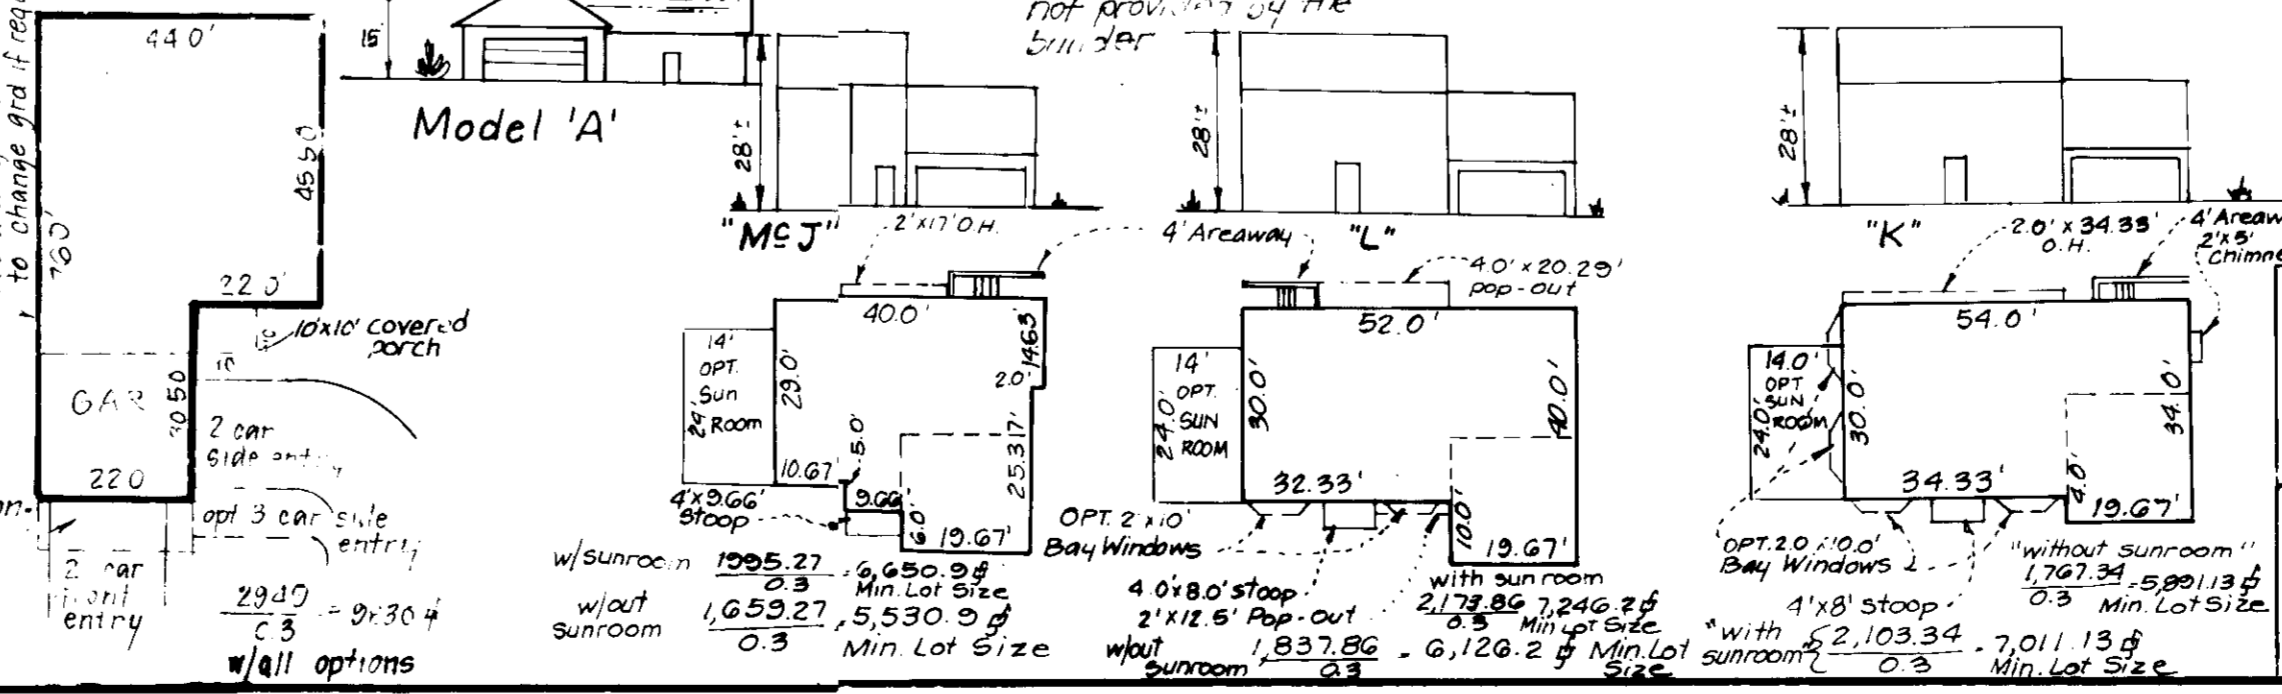 to change grd if requ
44 0'
76 0'
45 50
22 0'
10'x10' covered
porch
10
10
GAR
30 50
22 0
2 car
side entry
opt 3 car side
entry
2 car
front
entry
2940
0.3
w/all options
15
Model 'A'
not provided by the
builder
28'±
"McJ"
2'x17' O.H.
4' Areaway
40.0'
14.63'
2.0'
29.0'
14'
OPT.
Sun
Room
24'
5.0'
10.67'
9.66'
25.317'
6.0'
19.67'
4'x9.66'
Stoop
w/sunroom 1995.27 / 0.3 = 6,650.9 ⏍
Min. Lot Size
w/out
sunroom 1,659.27 / 0.3 = 5,530.9 ⏍
Min. Lot Size
28'±
"L"
4.0' x 20.29'
pop-out
52.0'
14'
OPT.
SUN
ROOM
24.0'
30.0'
40.0'
32.33'
10.0'
19.67'
OPT. 2'x10'
Bay Windows
4.0'x8.0' stoop
2'x12.5' Pop-Out
with sunroom
2,173.86 / 0.3 7,246.2 ⏍
Min Lot Size
w/out
sunroom 1,837.86 / 0.3 = 6,126.2 ⏍ Min. Lot
Size
28'±
"K"
2.0' x 34.33'
O.H.
4' Areaw
2'x5'
Chimne
54.0'
14.0'
OPT
SUN
ROOM
24.0'
30.0'
34.0'
34.33'
4.0'
19.67'
OPT. 2.0'x10.0'
Bay Windows
4'x8' Stoop
"without sunroom"
1,767.34 / 0.3 = 5,891.13 ⏍
Min. Lot Size
"with
sunroom" 2,103.34 / 0.3 = 7,011.13 ⏍
Min. Lot Size